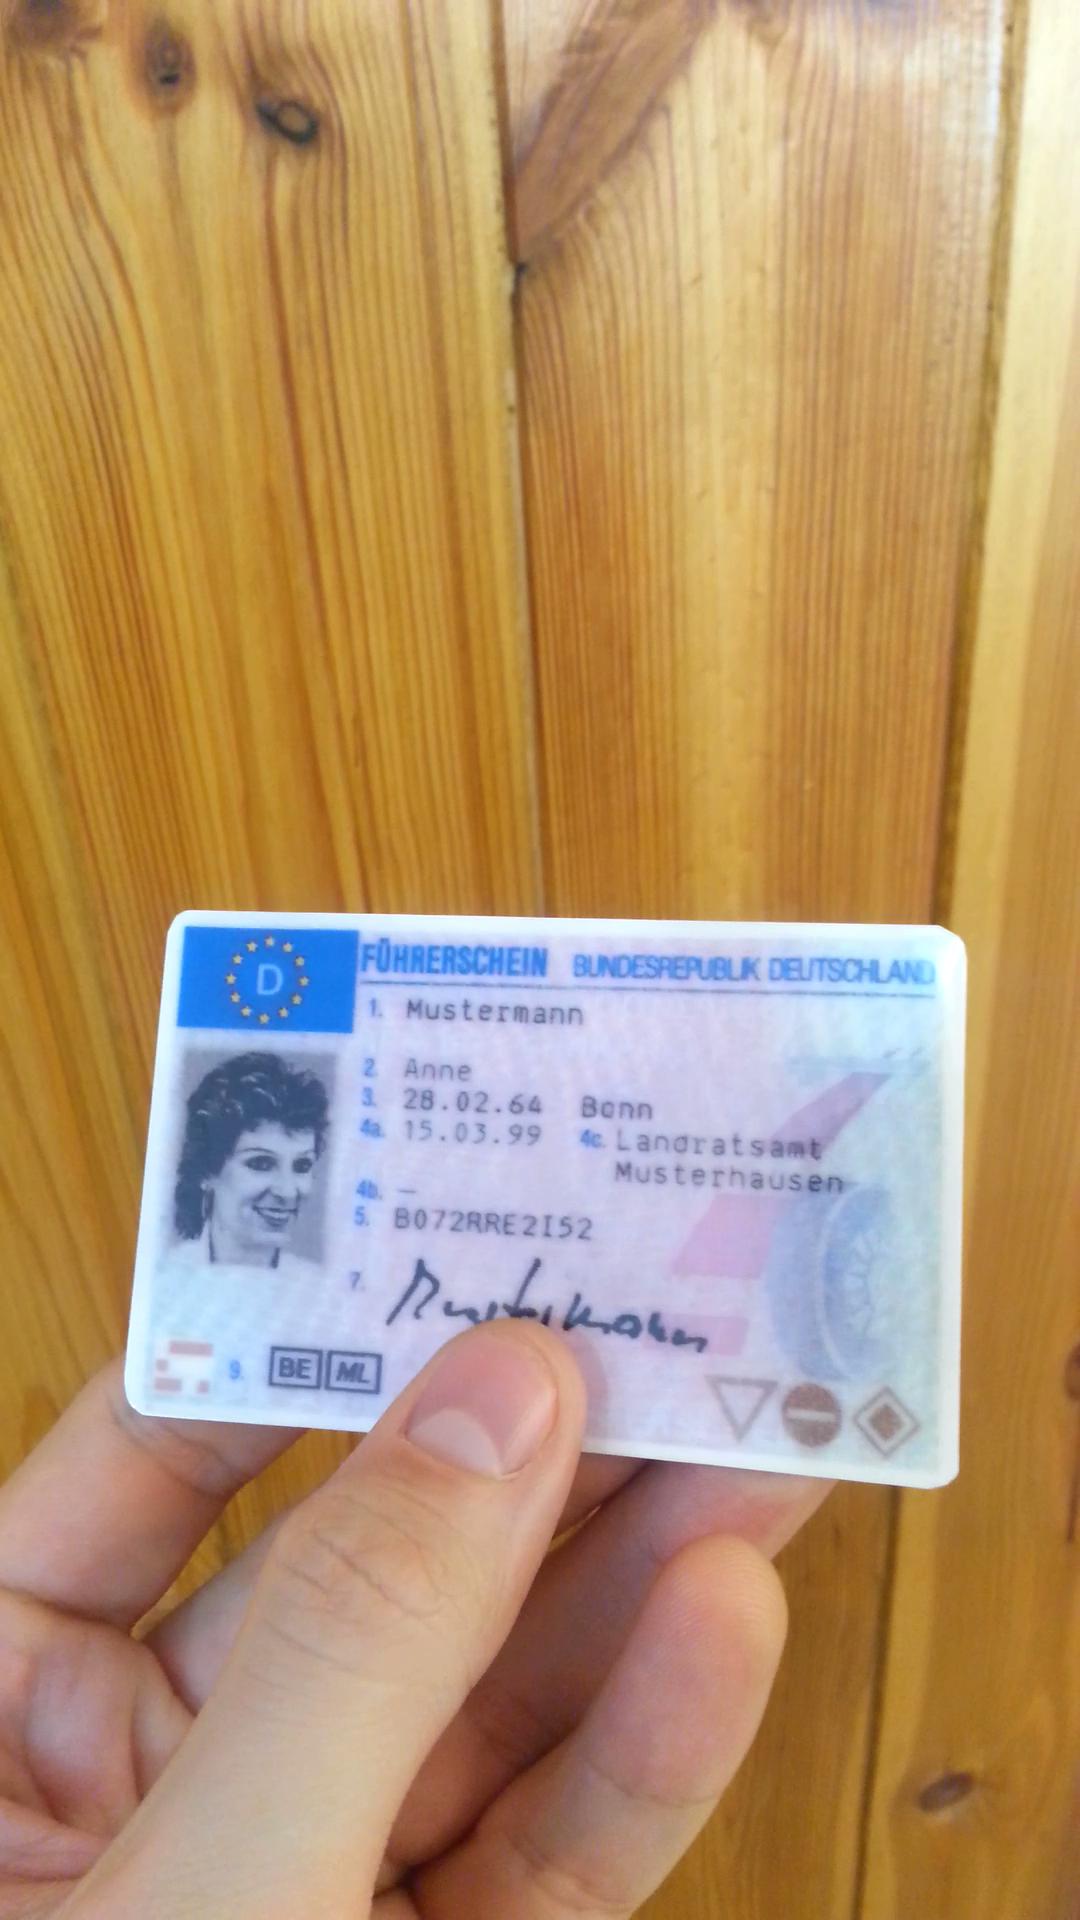 D
FÜHRERSCHEIN BUNDESREPUBLIK DEUTSCHLAND
1. Mustermann
2. Anne
3. 28.02.64 Bonn
4a. 15.03.99 4c. Landratsamt
Musterhausen
4b. —
5. B072RRE2I52
7. Mustermann
9. BE ML